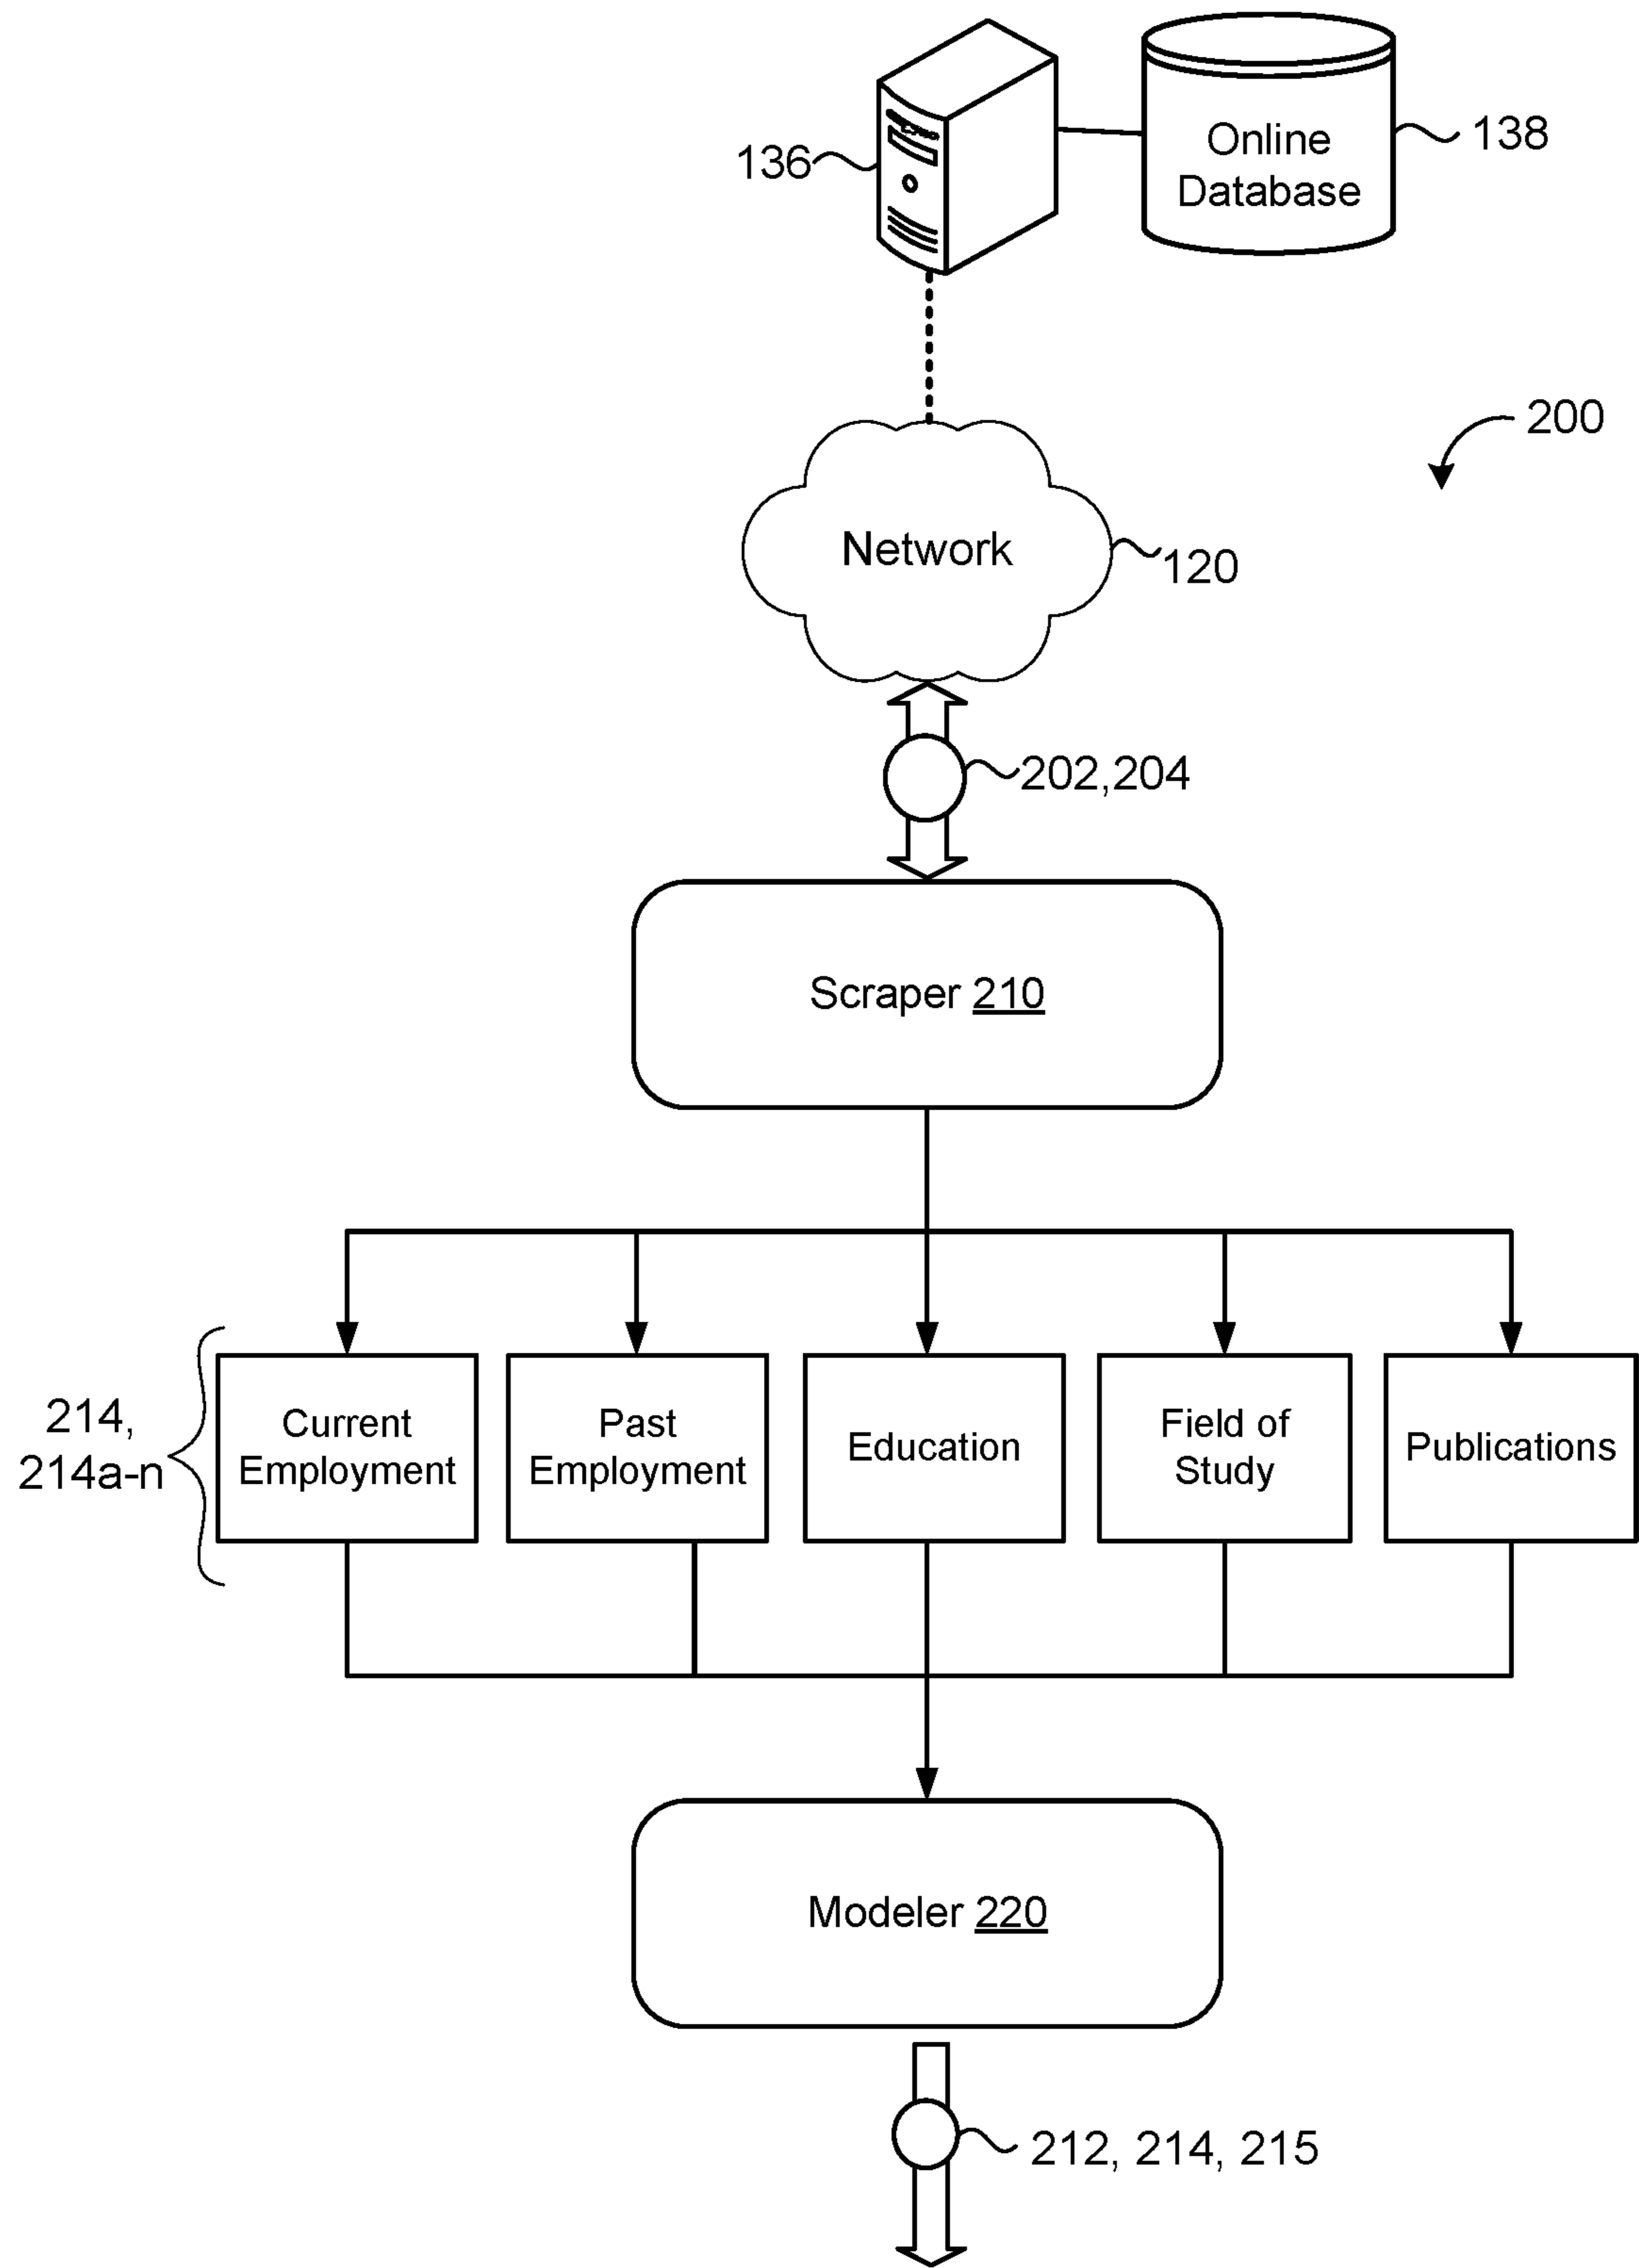 136
Online
Database
138
200
Network
120
202,204
Scraper 210
214,
214a-n
Current
Employment
Past
Employment
Education
Field of
Study
Publications
Modeler 220
212, 214, 215